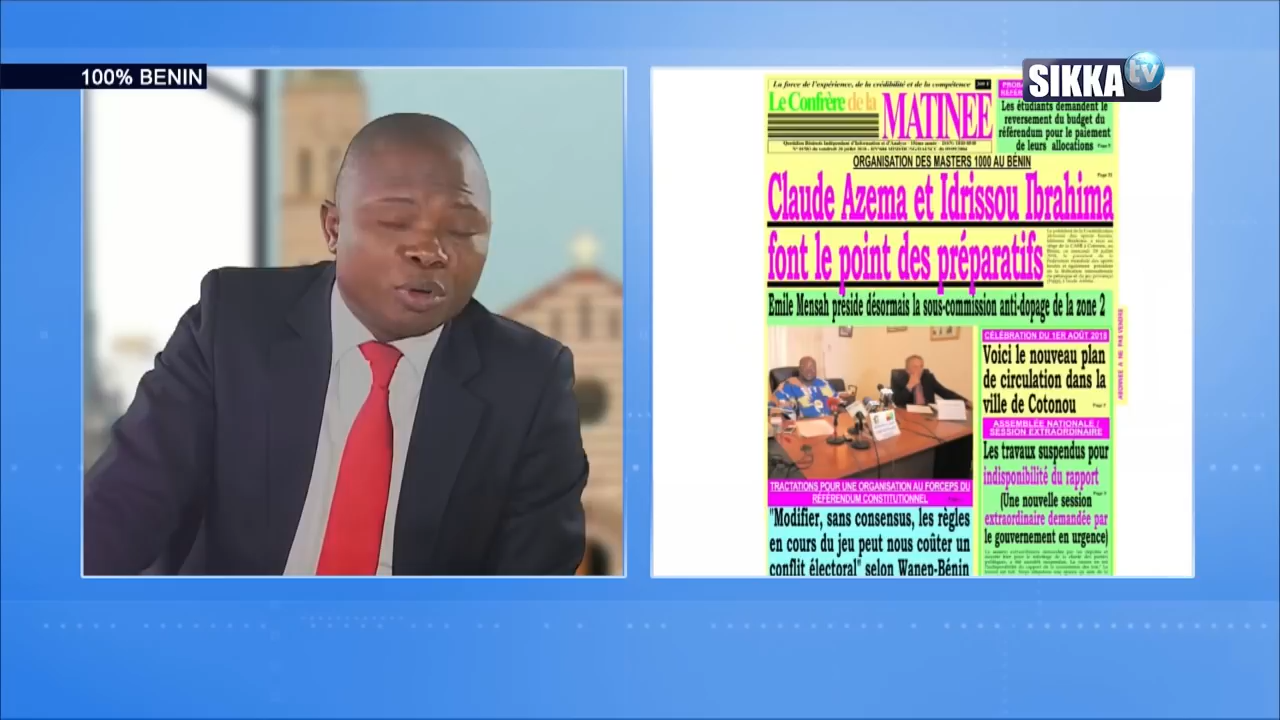 100% BENIN
SIKKA tv
La force de l'expérience, de la crédibilité et de la compétence
Le Confrère de la
MATINEE
Les étudiants demandent le
reversement du budget du
référendum pour le paiement
de leurs allocations
ORGANISATION DES MASTERS 1000 AU BÉNIN
Claude Azema et Idrissou Ibrahima
font le point des préparatifs
Emile Mensah préside désormais la sous-commission anti-dopage de la zone 2
CÉLÉBRATION DU 1ER AOÛT 2018
Voici le nouveau plan
de circulation dans la
ville de Cotonou
ASSEMBLÉE NATIONALE /
SESSION EXTRAORDINAIRE
Les travaux suspendus pour
indisponibilité du rapport
(Une nouvelle session
extraordinaire demandée par
le gouvernement en urgence)
TRACTATIONS POUR UNE ORGANISATION AU FORCEPS DU
RÉFÉRENDUM CONSTITUTIONNEL
"Modifier, sans consensus, les règles
en cours du jeu peut nous coûter un
conflit électoral" selon Wanep-Bénin